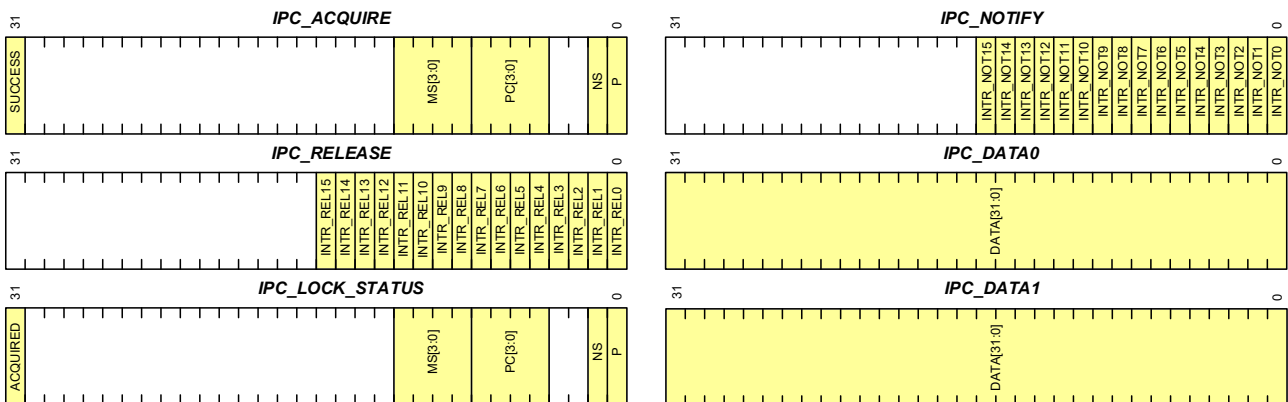 IPC_ACQUIRE
31
0
SUCCESS
MS[3:0]
PC[3:0]
NS
P
IPC_NOTIFY
31
0
INTR_NOT15
INTR_NOT14
INTR_NOT13
INTR_NOT12
INTR_NOT11
INTR_NOT10
INTR_NOT9
INTR_NOT8
INTR_NOT7
INTR_NOT6
INTR_NOT5
INTR_NOT4
INTR_NOT3
INTR_NOT2
INTR_NOT1
INTR_NOT0
IPC_RELEASE
31
0
INTR_REL15
INTR_REL14
INTR_REL13
INTR_REL12
INTR_REL11
INTR_REL10
INTR_REL9
INTR_REL8
INTR_REL7
INTR_REL6
INTR_REL5
INTR_REL4
INTR_REL3
INTR_REL2
INTR_REL1
INTR_REL0
IPC_DATA0
31
0
DATA[31:0]
IPC_LOCK_STATUS
31
0
ACQUIRED
MS[3:0]
PC[3:0]
NS
P
IPC_DATA1
31
0
DATA[31:0]